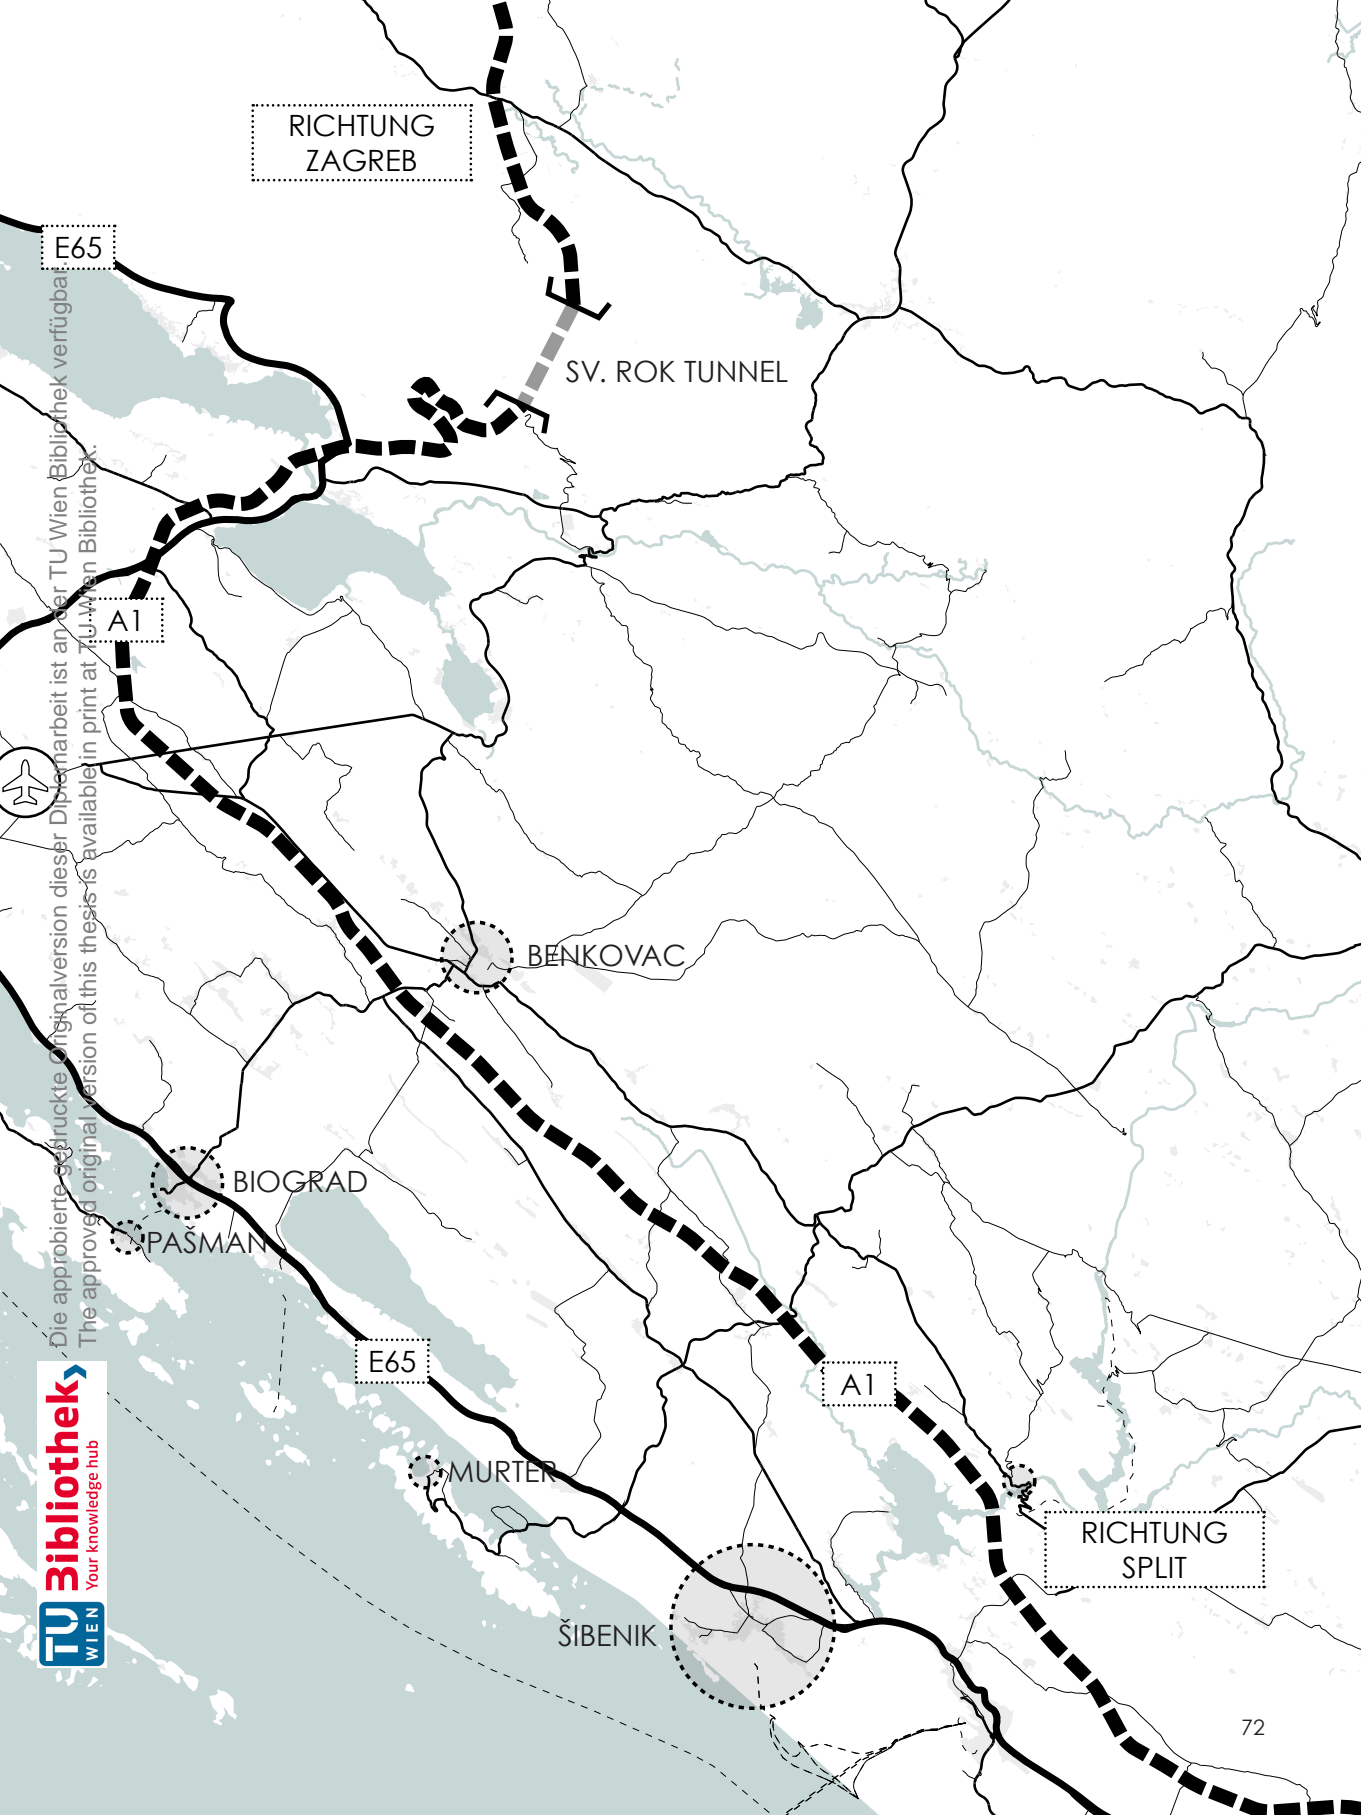 RICHTUNG
ZAGREB
E65
SV. ROK TUNNEL
A1
BENKOVAC
BIOGRAD
PAŠMAN
E65
A1
MURTER
RICHTUNG
SPLIT
ŠIBENIK
72
Die approbierte gedruckte Originalversion dieser Diplomarbeit ist an der TU Wien Bibliothek verfügbar.
The approved original version of this thesis is available in print at TU Wien Bibliothek.
TU Bibliothek
WIEN Your knowledge hub